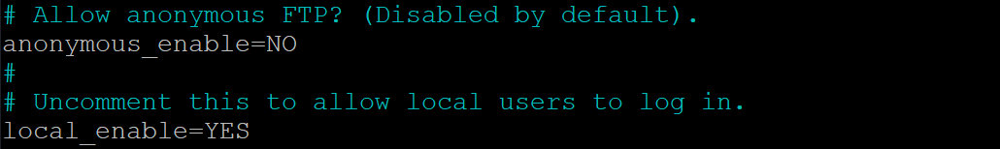 # Allow anonymous FTP? (Disabled by default).
anonymous_enable=NO
#
# Uncomment this to allow local users to log in.
local_enable=YES